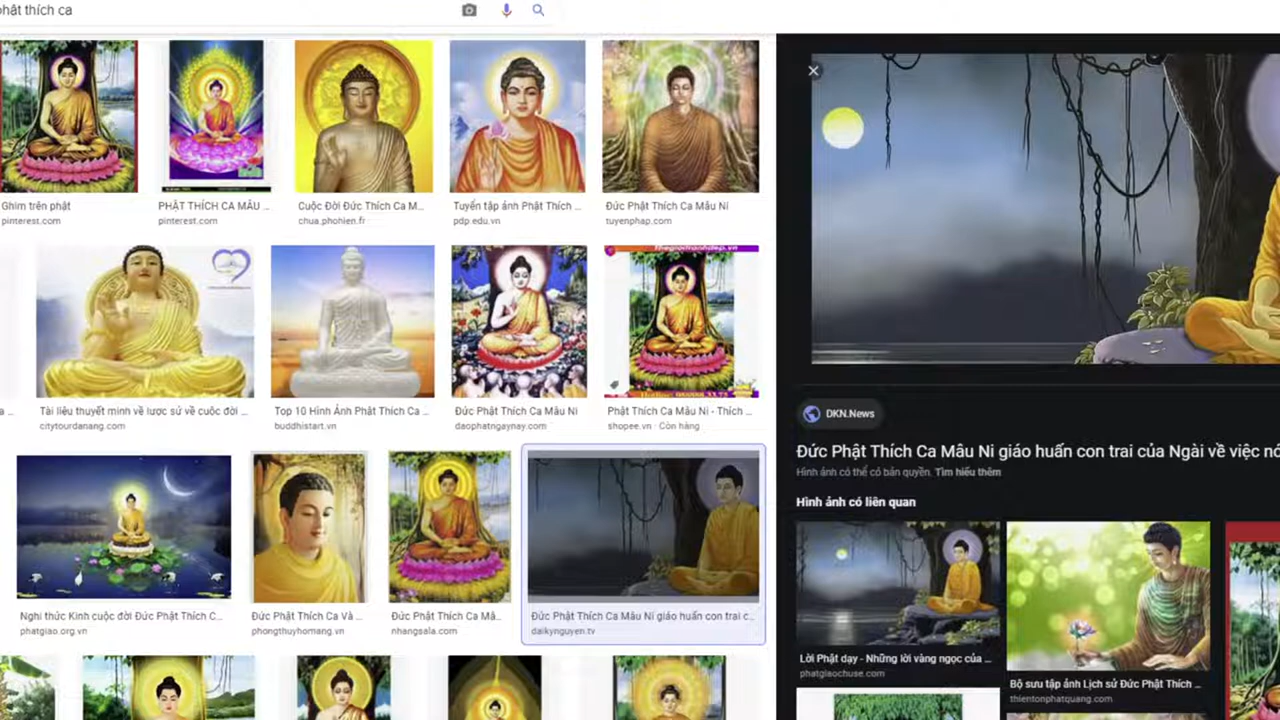 phật thích ca
Ghim trên phật
pinterest.com
PHẬT THÍCH CA MÂU ...
pinterest.com
Cuộc Đời Đức Thích Ca M...
chua.phohien.fr
Tuyển tập ảnh Phật Thích ...
pdp.edu.vn
Đức Phật Thích Ca Mâu Ni
tuyenphap.com
a ...
Tài liệu thuyết minh về lược sử về cuộc đời ...
citytourdanang.com
Top 10 Hình Ảnh Phật Thích Ca ...
buddhistart.vn
Đức Phật Thích Ca Mâu Ni
daophatngaynay.com
Phật Thích Ca Mâu Ni - Thích ...
shopee.vn · Còn hàng
Nghi thức Kinh cuộc đời Đức Phật Thích C...
phatgiao.org.vn
Đức Phật Thích Ca Và ...
phongthuyhomang.vn
Đức Phật Thích Ca Mâ...
nhangsala.com
Đức Phật Thích Ca Mâu Ni giáo huấn con trai c...
daikynguyen.tv
DKN.News
Đức Phật Thích Ca Mâu Ni giáo huấn con trai của Ngài về việc nó
Hình ảnh có thể có bản quyền. Tìm hiểu thêm
Hình ảnh có liên quan
Lời Phật dạy - Những lời vàng ngọc của ...
phatgiaochuse.com
Bộ sưu tập ảnh Lịch sử Đức Phật Thích ...
thientonphatquang.com